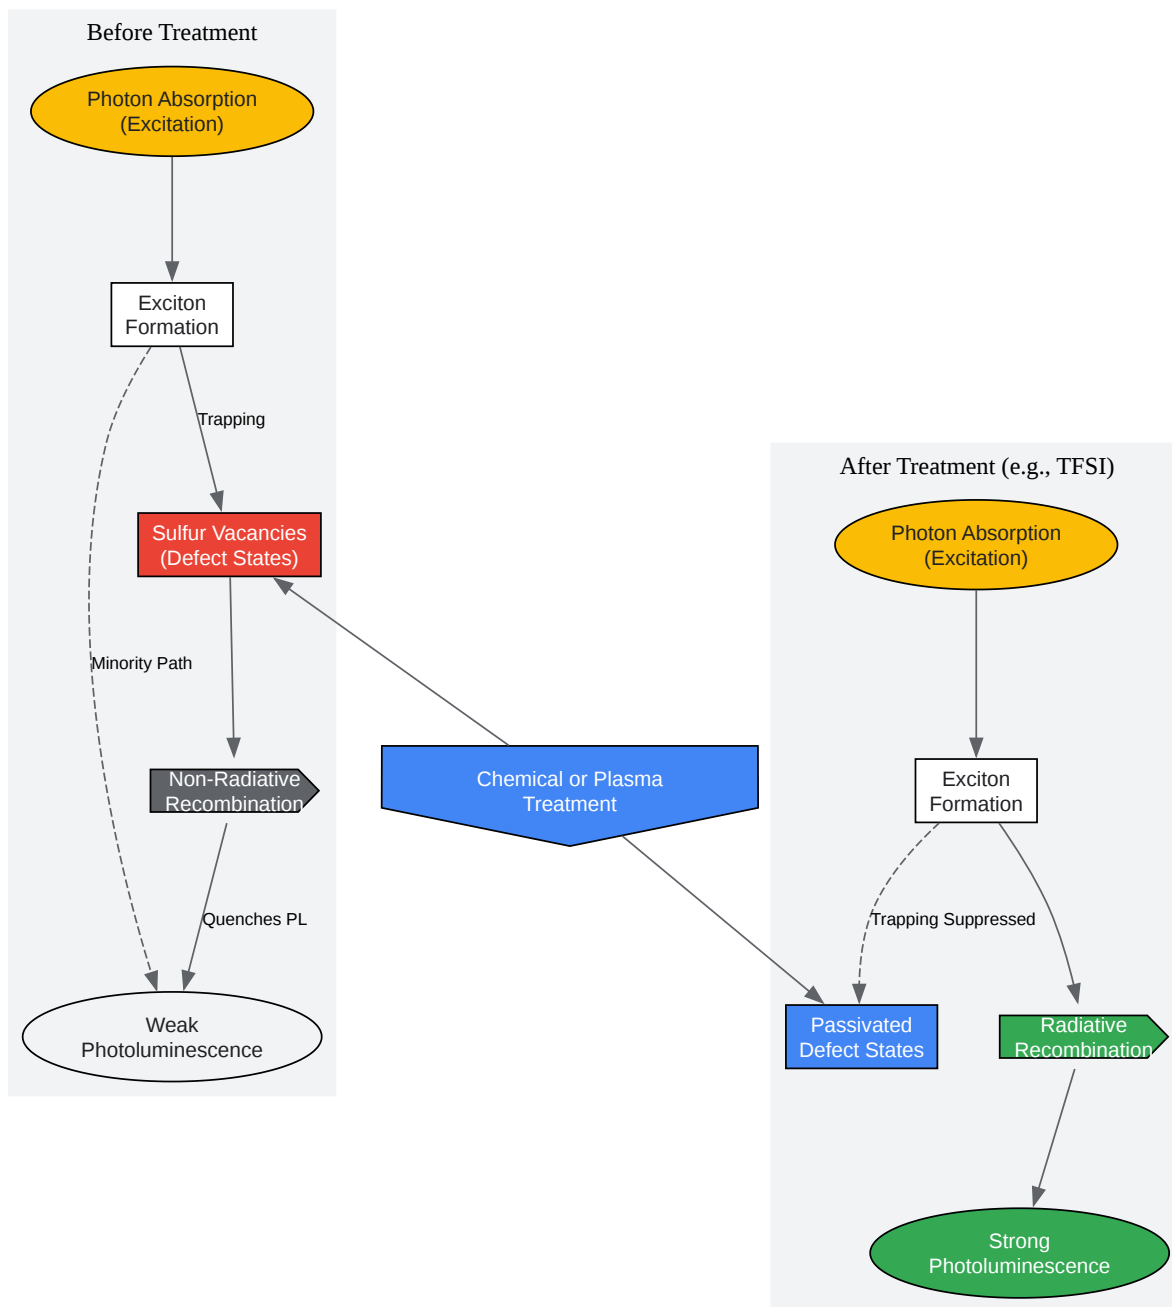 Before Treatment
Photon Absorption
(Excitation)
Exciton
Formation
Trapping
Sulfur Vacancies
(Defect States)
Minority Path
Non-Radiative
Recombination
Quenches PL
Weak
Photoluminescence
Chemical or Plasma
Treatment
After Treatment (e.g., TFSI)
Photon Absorption
(Excitation)
Exciton
Formation
Trapping Suppressed
Passivated
Defect States
Radiative
Recombination
Strong
Photoluminescence